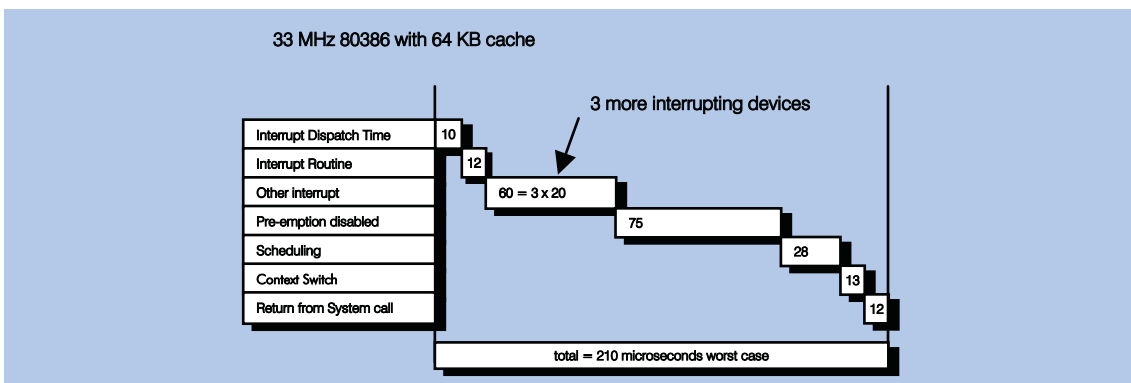 33 MHz 80386 with 64 KB cache
3 more interrupting devices
Interrupt Dispatch Time 10
Interrupt Routine 12
Other interrupt 60 = 3 x 20
Pre-emption disabled 75
Scheduling 28
Context Switch 13
Return from System call 12
total = 210 microseconds worst case